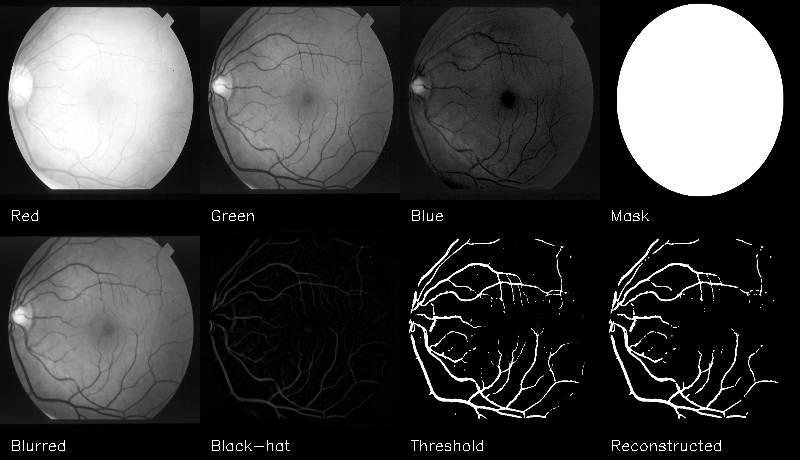 Red
Green
Blue
Mask
Blurred
Black-hat
Threshold
Reconstructed